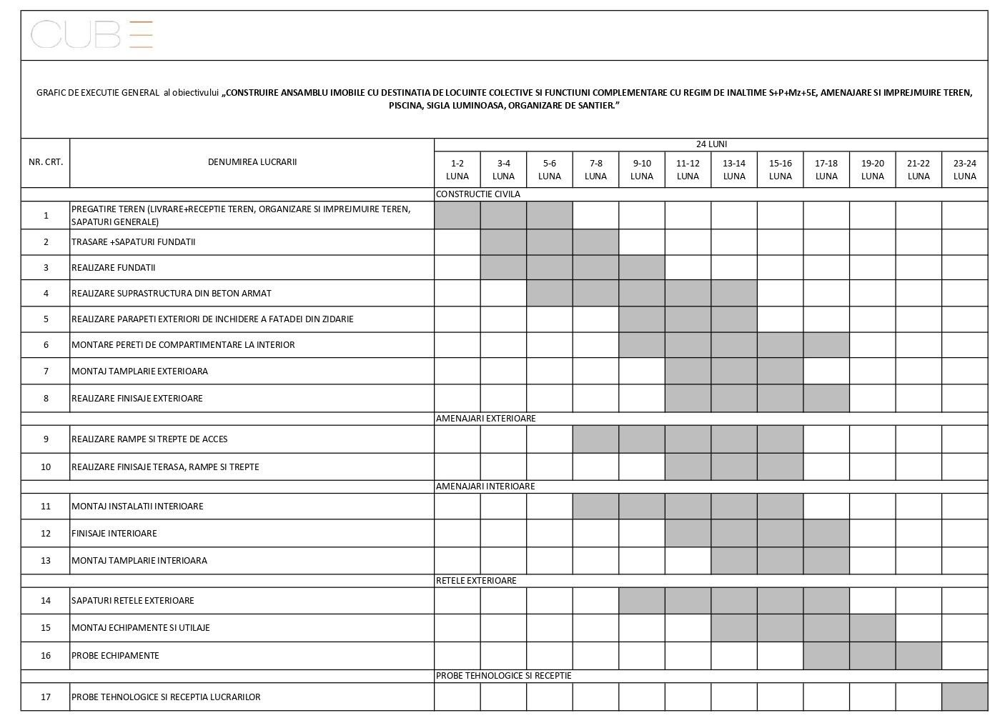 CUBE
GRAFIC DE EXECUTIE GENERAL al obiectivului „CONSTRUIRE ANSAMBLU IMOBILE CU DESTINATIA DE LOCUINTE COLECTIVE SI FUNCTIUNI COMPLEMENTARE CU REGIM DE INALTIME S+P+Mz+5E, AMENAJARE SI IMPREJMUIRE TEREN,
PISCINA, SIGLA LUMINOASA, ORGANIZARE DE SANTIER.”
NR. CRT.
DENUMIREA LUCRARII
24 LUNI
1-2 LUNA
3-4 LUNA
5-6 LUNA
7-8 LUNA
9-10 LUNA
11-12 LUNA
13-14 LUNA
15-16 LUNA
17-18 LUNA
19-20 LUNA
21-22 LUNA
23-24 LUNA
CONSTRUCTIE CIVILA
1 PREGATIRE TEREN (LIVRARE+RECEPTIE TEREN, ORGANIZARE SI IMPREJMUIRE TEREN,
SAPATURI GENERALE)
2 TRASARE +SAPATURI FUNDATII
3 REALIZARE FUNDATII
4 REALIZARE SUPRASTRUCTURA DIN BETON ARMAT
5 REALIZARE PARAPETI EXTERIORI DE INCHIDERE A FATADEI DIN ZIDARIE
6 MONTARE PERETI DE COMPARTIMENTARE LA INTERIOR
7 MONTAJ TAMPLARIE EXTERIOARA
8 REALIZARE FINISAJE EXTERIOARE
AMENAJARI EXTERIOARE
9 REALIZARE RAMPE SI TREPTE DE ACCES
10 REALIZARE FINISAJE TERASA, RAMPE SI TREPTE
AMENAJARI INTERIOARE
11 MONTAJ INSTALATII INTERIOARE
12 FINISAJE INTERIOARE
13 MONTAJ TAMPLARIE INTERIOARA
RETELE EXTERIOARE
14 SAPATURI RETELE EXTERIOARE
15 MONTAJ ECHIPAMENTE SI UTILAJE
16 PROBE ECHIPAMENTE
PROBE TEHNOLOGICE SI RECEPTIE
17 PROBE TEHNOLOGICE SI RECEPTIA LUCRARILOR